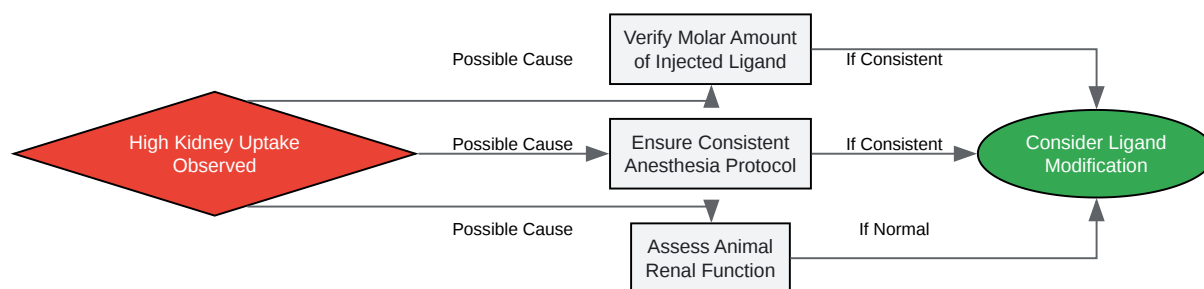 Verify Molar Amount
of Injected Ligand
Possible Cause
If Consistent
High Kidney Uptake
Observed
Possible Cause
Ensure Consistent
Anesthesia Protocol
If Consistent
Consider Ligand
Modification
Possible Cause
Assess Animal
Renal Function
If Normal